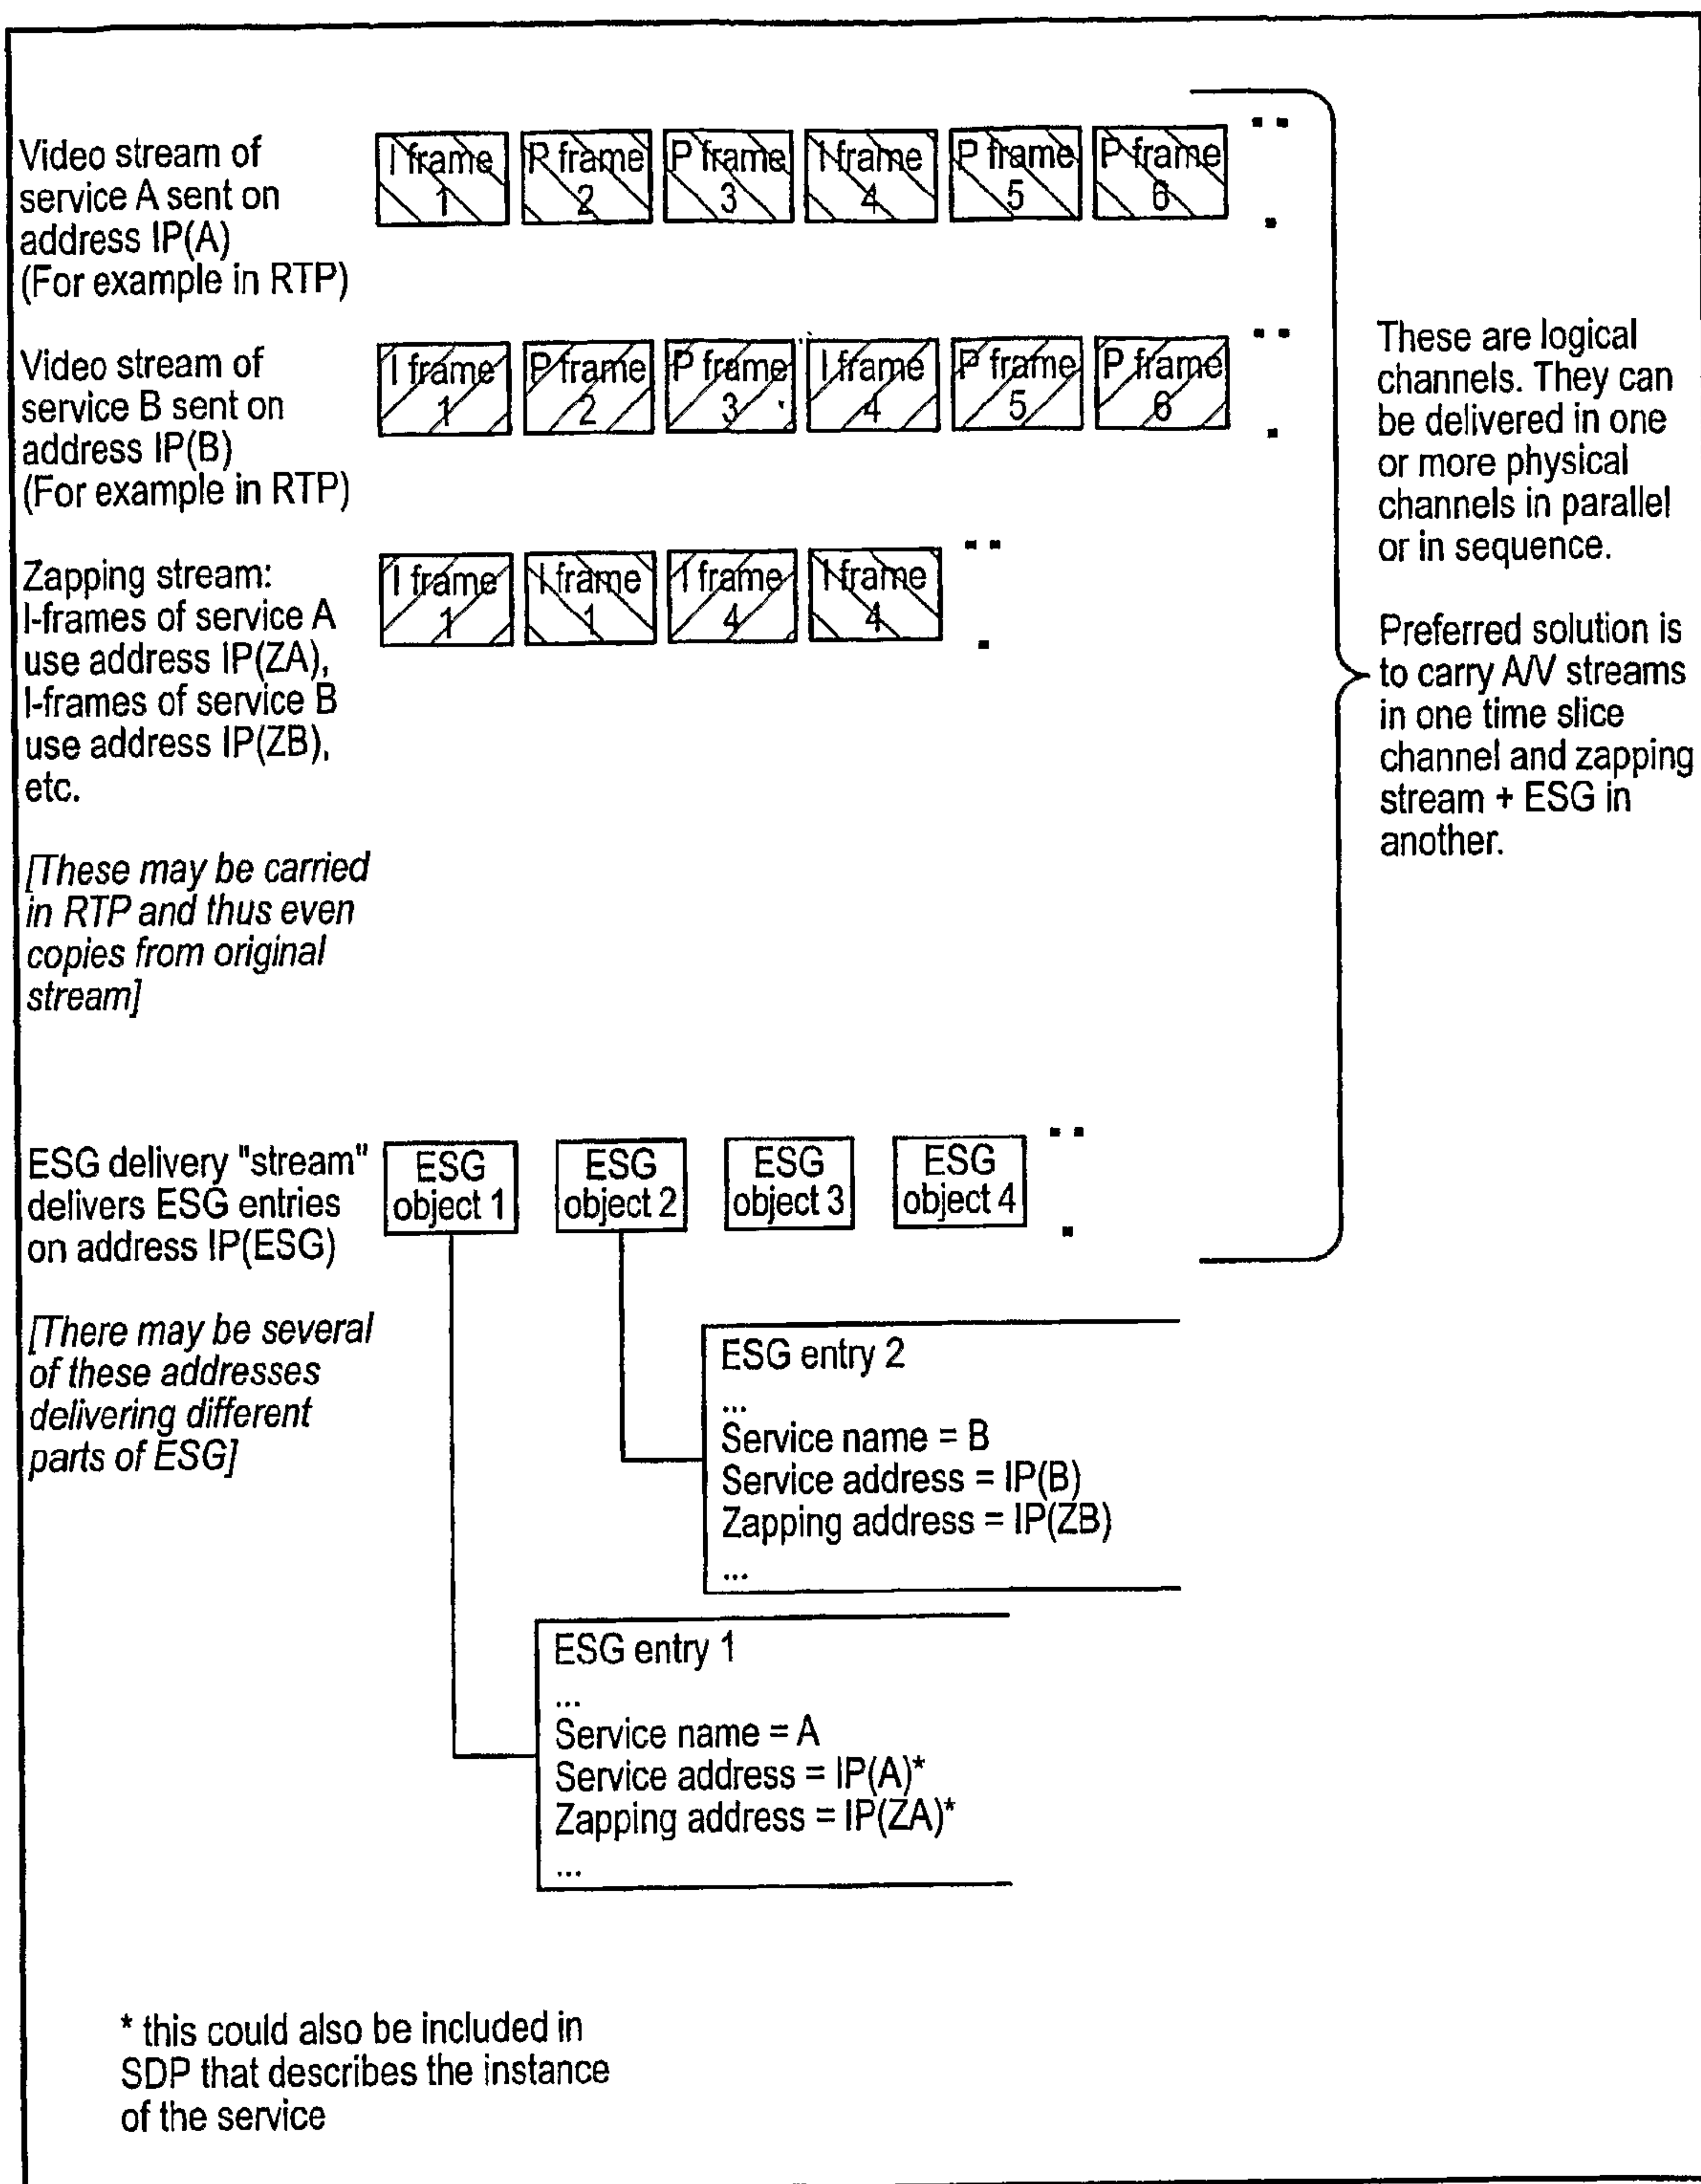 Video stream of
service A sent on
address IP(A)
(For example in RTP)
I frame
1
P frame
2
P frame
3
I frame
4
P frame
5
P frame
6
Video stream of
service B sent on
address IP(B)
(For example in RTP)
I frame
1
P frame
2
P frame
3
I frame
4
P frame
5
P frame
6
Zapping stream:
I-frames of service A
use address IP(ZA),
I-frames of service B
use address IP(ZB),
etc.
I frame
1
I frame
1
I frame
4
I frame
4
[These may be carried
in RTP and thus even
copies from original
stream]
These are logical
channels. They can
be delivered in one
or more physical
channels in parallel
or in sequence.
Preferred solution is
to carry A/V streams
in one time slice
channel and zapping
stream + ESG in
another.
ESG delivery "stream"
delivers ESG entries
on address IP(ESG)
ESG
object 1
ESG
object 2
ESG
object 3
ESG
object 4
[There may be several
of these addresses
delivering different
parts of ESG]
ESG entry 2
...
Service name = B
Service address = IP(B)
Zapping address = IP(ZB)
...
ESG entry 1
...
Service name = A
Service address = IP(A)*
Zapping address = IP(ZA)*
...
* this could also be included in
SDP that describes the instance
of the service